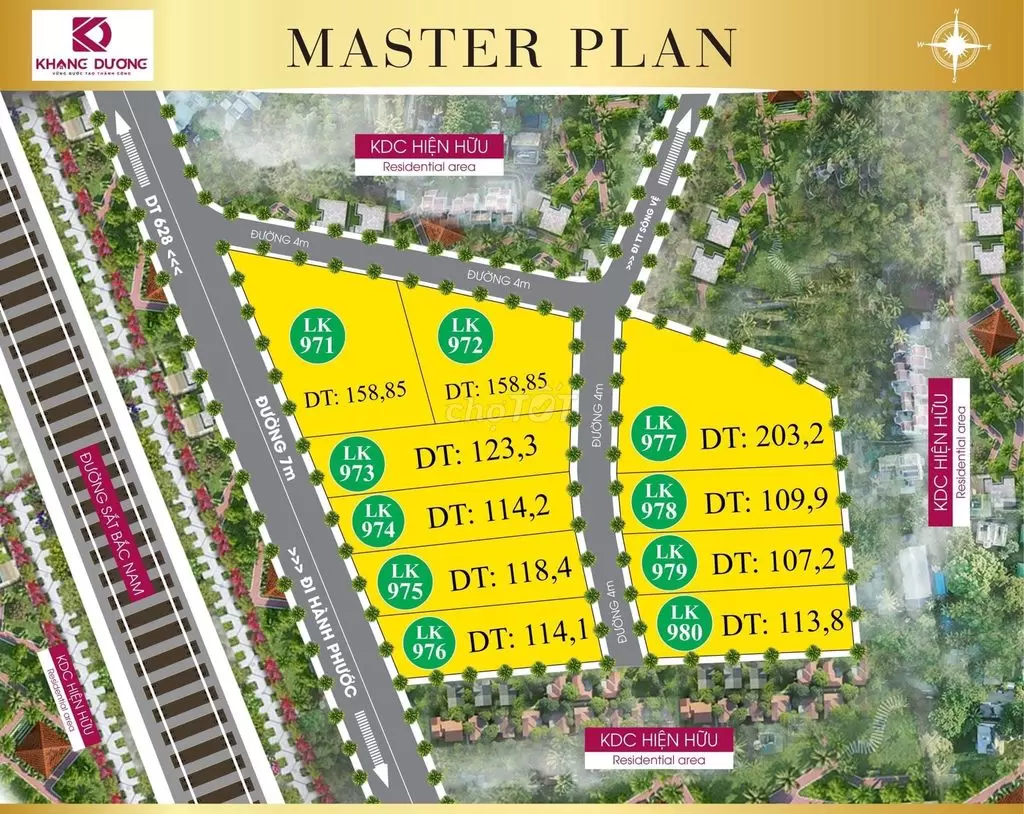 KHANG DƯƠNG
VỮNG BƯỚC TẠO THÀNH CÔNG
MASTER PLAN
N
W
E
S
KDC HIỆN HỮU
Residential area
DT 628 <<<
>>> ĐI TT SÔNG VỆ
ĐƯỜNG 4m
ĐƯỜNG 4m
LK
971
DT: 158,85
LK
972
DT: 158,85
chợTỐT
ĐƯỜNG 7m
ĐƯỜNG 4m
LK
973
DT: 123,3
LK
974
DT: 114,2
LK
975
DT: 118,4
LK
976
DT: 114,1
LK
977
DT: 203,2
LK
978
DT: 109,9
LK
979
DT: 107,2
LK
980
DT: 113,8
ĐƯỜNG 4m
KDC HIỆN HỮU
Residential area
ĐƯỜNG SẮT BẮC NAM
>>> ĐI HÀNH PHƯỚC
KDC HIỆN HỮU
Residential area
KDC HIỆN HỮU
Residential area